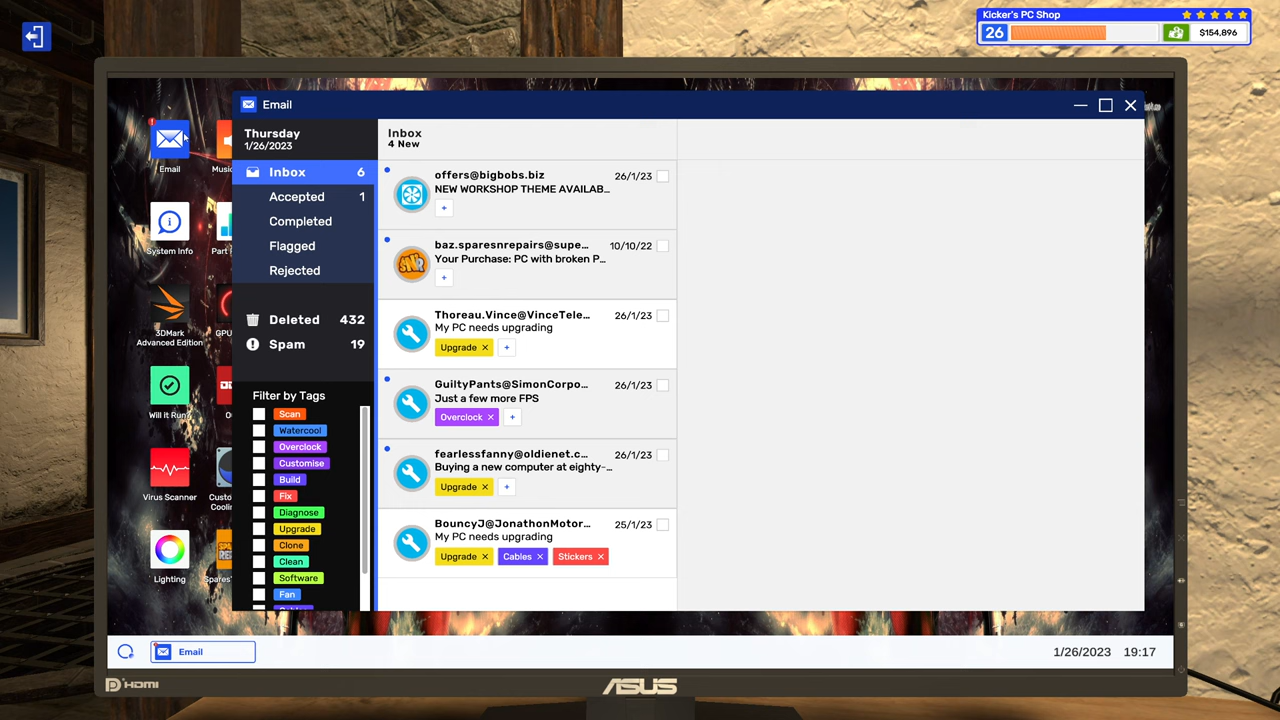 Kicker's PC Shop
26
$154,896
Email
Thursday
1/26/2023
Inbox 6
Accepted 1
Completed
Flagged
Rejected
Deleted 432
Spam 19
Filter by Tags
Scan
Watercool
Overclock
Customise
Build
Fix
Diagnose
Upgrade
Clone
Clean
Software
Fan
Inbox
4 New
offers@bigbobs.biz 26/1/23
NEW WORKSHOP THEME AVAILAB...
+
baz.sparesnrepairs@supe... 10/10/22
Your Purchase: PC with broken P...
+
Thoreau.Vince@VinceTele... 26/1/23
My PC needs upgrading
Upgrade × +
GuiltyPants@SimonCorpo... 26/1/23
Just a few more FPS
Overclock × +
fearlessfanny@oldienet.c... 26/1/23
Buying a new computer at eighty-...
Upgrade × +
BouncyJ@JonathonMotor... 25/1/23
My PC needs upgrading
Upgrade × Cables × Stickers ×
Email
System Info
3DMark
Advanced Edition
Will It Run
Virus Scanner
Lighting
Music
Part
GPU
Custo
Coolin
Spares
Email
1/26/2023 19:17
HDMI
ASUS